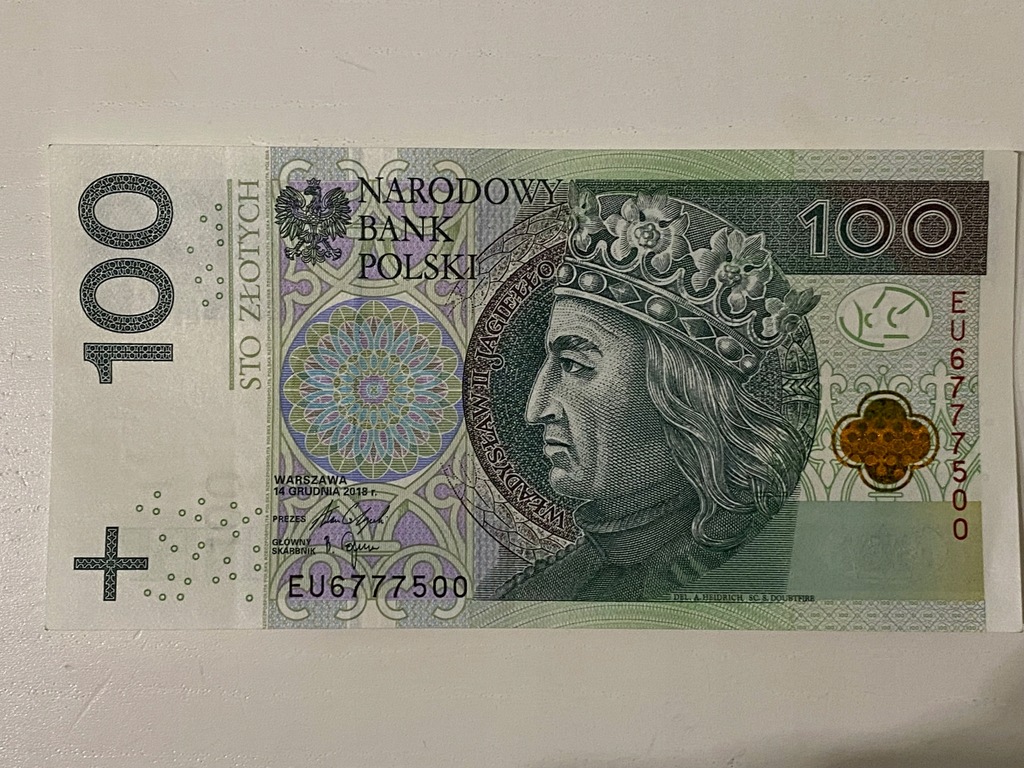 100
STO ZŁOTYCH
NARODOWY
BANK
POLSKI
100
WŁADYSŁAW II JAGIEŁŁO
EU6777500
WARSZAWA
14 GRUDNIA 2018 r.
PREZES
GŁÓWNY
SKARBNIK
EU6777500
DEL. A. HEIDRICH SC. S. DOUBTFIRE